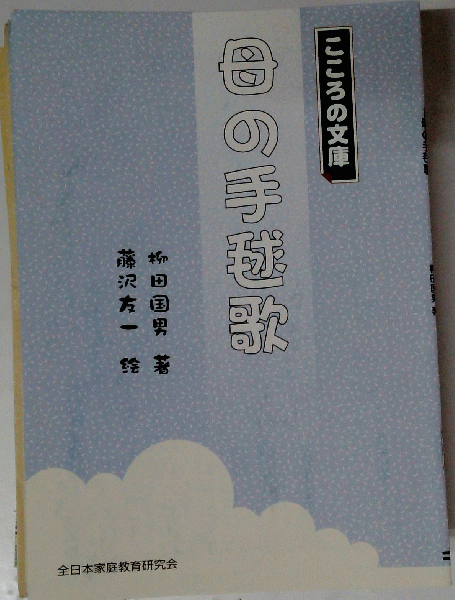 こころの文庫
母の手毬歌
柳田国男 著
藤沢友一 絵
全日本家庭教育研究会